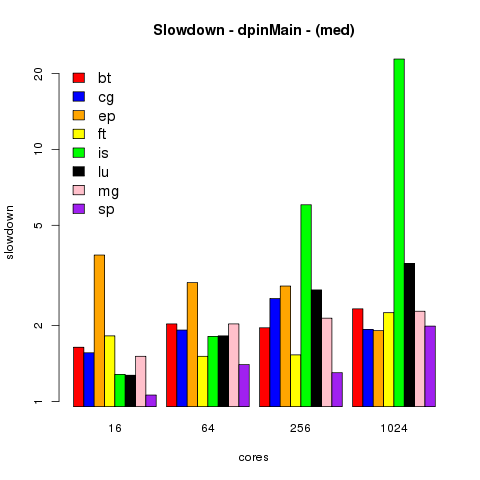 Slowdown - dpinMain - (med)
20
10
5
2
1
slowdown
bt
cg
ep
ft
is
lu
mg
sp
16 64 256 1024
cores